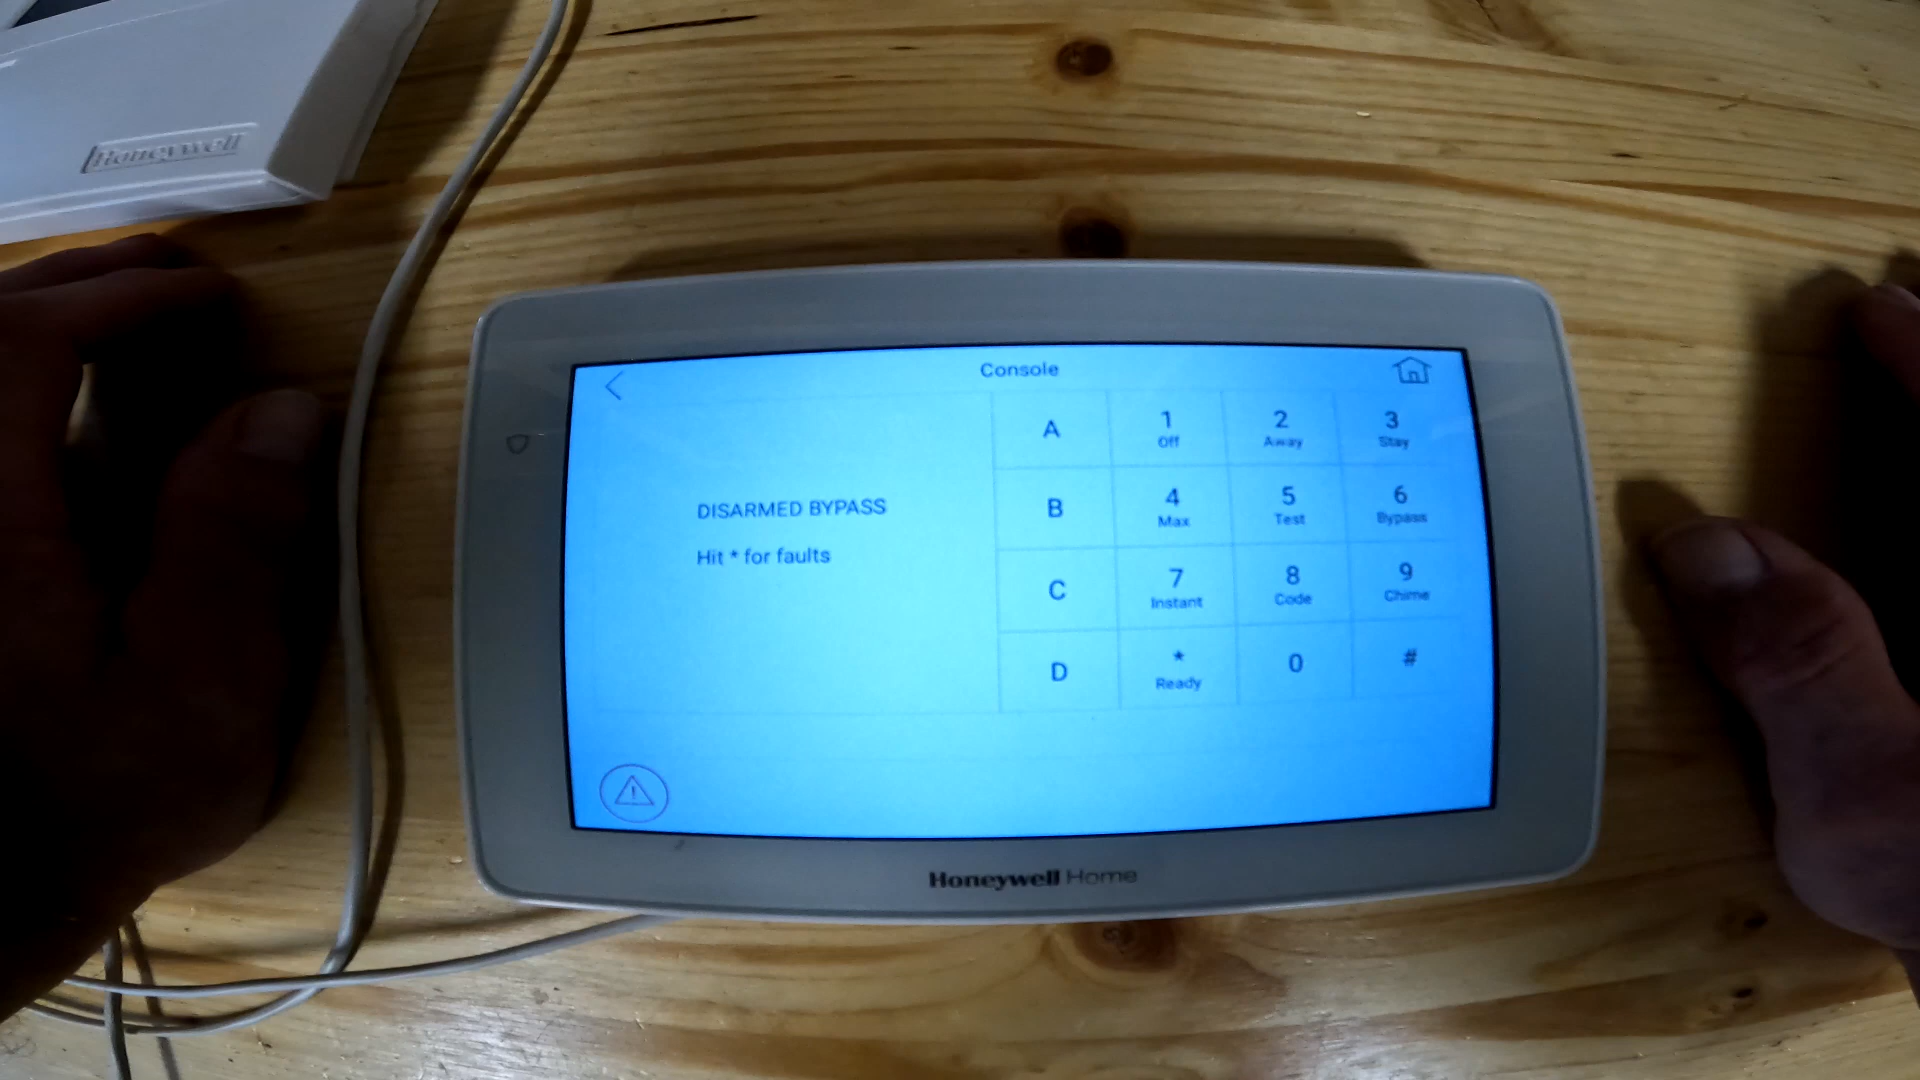 Honeywell
Console
DISARMED BYPASS
Hit * for faults
A
1
Off
2
Away
3
Stay
B
4
Max
5
Test
6
Bypass
C
7
Instant
8
Code
9
Chime
D
*
Ready
0
#
Honeywell Home